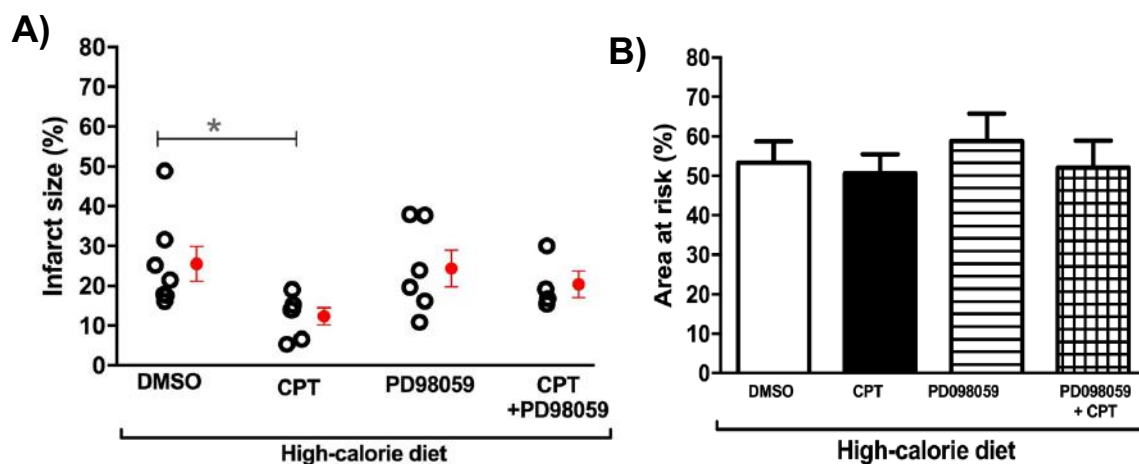 A)
80
70
60
50
40
30
20
10
0
Infarct size (%)
*
DMSO
CPT
PD98059
CPT
+PD98059
High-calorie diet
B)
80
70
60
50
40
30
20
10
0
Area at risk (%)
DMSO
CPT
PD098059
PD098059
+ CPT
High-calorie diet